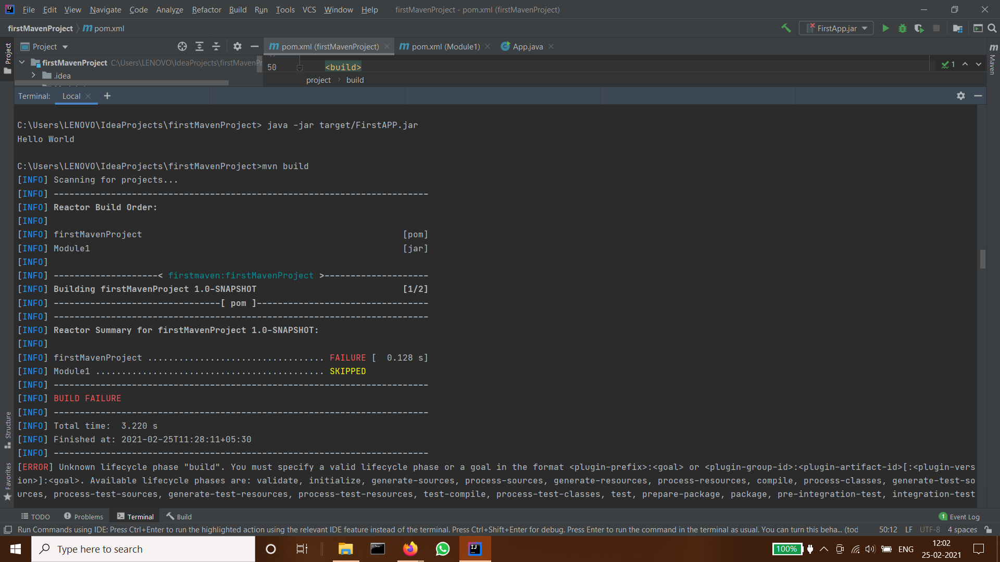 File Edit View Navigate Code Analyze Refactor Build Run Tools VCS Window Help firstMavenProject - pom.xml (firstMavenProject)
firstMavenProject m pom.xml FirstApp.jar
Project m pom.xml (firstMavenProject) m pom.xml (Module1) App.java
Project
firstMavenProject C:\Users\LENOVO\IdeaProjects\firstMavenPr
.idea
50 <build> 1
project build
m Maven
Terminal: Local
C:\Users\LENOVO\IdeaProjects\firstMavenProject> java -jar target/FirstAPP.jar
Hello World
C:\Users\LENOVO\IdeaProjects\firstMavenProject>mvn build
[INFO] Scanning for projects...
[INFO] ------------------------------------------------------------------------
[INFO] Reactor Build Order:
[INFO]
[INFO] firstMavenProject [pom]
[INFO] Module1 [jar]
[INFO]
[INFO] --------------------< firstmaven:firstMavenProject >--------------------
[INFO] Building firstMavenProject 1.0-SNAPSHOT [1/2]
[INFO] --------------------------------[ pom ]---------------------------------
[INFO] ------------------------------------------------------------------------
[INFO] Reactor Summary for firstMavenProject 1.0-SNAPSHOT:
[INFO]
[INFO] firstMavenProject .................................. FAILURE [  0.128 s]
[INFO] Module1 ............................................ SKIPPED
[INFO] ------------------------------------------------------------------------
[INFO] BUILD FAILURE
[INFO] ------------------------------------------------------------------------
[INFO] Total time:  3.220 s
[INFO] Finished at: 2021-02-25T11:28:11+05:30
[INFO] ------------------------------------------------------------------------
[ERROR] Unknown lifecycle phase "build". You must specify a valid lifecycle phase or a goal in the format <plugin-prefix>:<goal> or <plugin-group-id>:<plugin-artifact-id>[:<plugin-vers
ion>]:<goal>. Available lifecycle phases are: validate, initialize, generate-sources, process-sources, generate-resources, process-resources, compile, process-classes, generate-test-so
urces, process-test-sources, generate-test-resources, process-test-resources, test-compile, process-test-classes, test, prepare-package, package, pre-integration-test, integration-test
Structure
Favorites
TODO Problems Terminal Build 1 Event Log
Run Commands using IDE: Press Ctrl+Enter to run the highlighted action using the relevant IDE feature instead of the terminal. Press Ctrl+Shift+Enter for debug. Press Enter to run the command in the terminal as usual. You can turn this beha... (tod 50:12 LF UTF-8 4 spaces
Type here to search IJ 100% ENG 12:02
25-02-2021